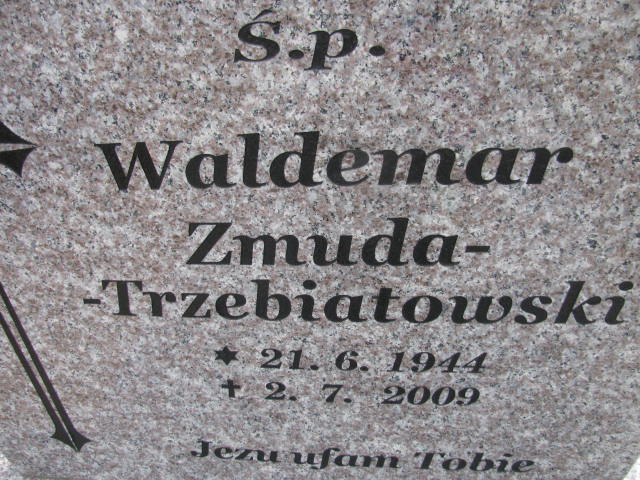 Ś.p.
Waldemar
Zmuda-
-Trzebiatowski
✶ 21. 6. 1944
✝ 2. 7. 2009
Jezu ufam Tobie